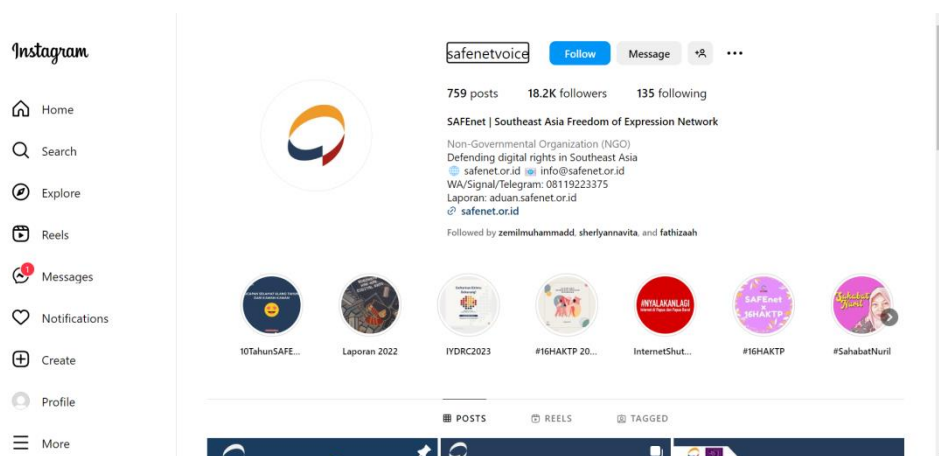 Instagram
Home
Search
Explore
Reels
1
Messages
Notifications
Create
Profile
More
safenetvoice Follow Message
759 posts 18.2K followers 135 following
SAFEnet | Southeast Asia Freedom of Expression Network
Non-Governmental Organization (NGO)
Defending digital rights in Southeast Asia
safenet.or.id info@safenet.or.id
WA/Signal/Telegram: 08119223375
Laporan: aduan.safenet.or.id
safenet.or.id
Followed by zemilmuhammadd, sherlyannavita, and fathizaah
#NYALAKANLAGI
SAFEnet
x
16HAKTP
Sahabat
Nuril
10TahunSAFE...
Laporan 2022
IYDRC2023
#16HAKTP 20...
InternetShut...
#16HAKTP
#SahabatNuril
POSTS REELS TAGGED